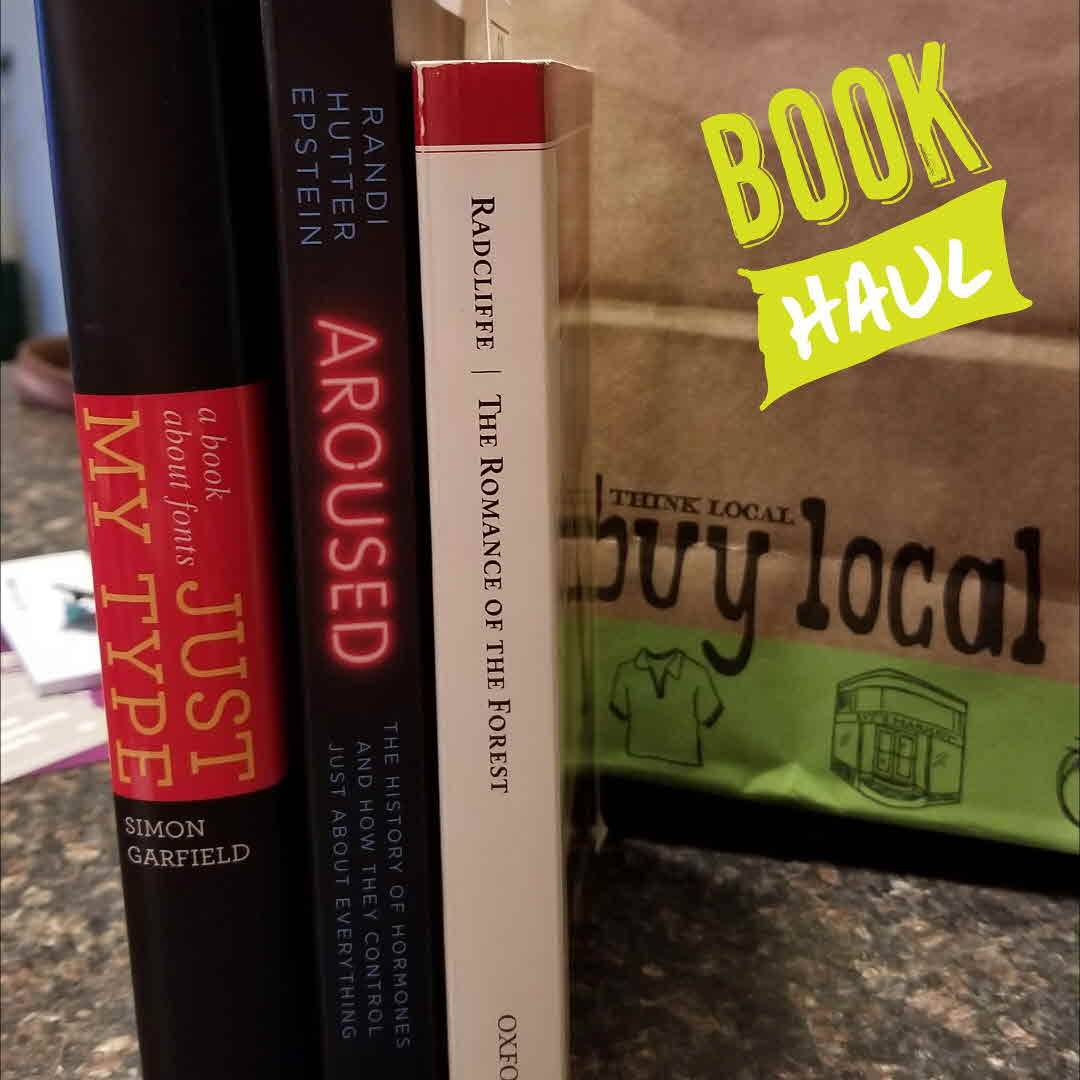 a book
about fonts
JUST
MY TYPE
SIMON
GARFIELD
RANDI
HUTTER
EPSTEIN
AROUSED
THE HISTORY OF HORMONES
AND HOW THEY CONTROL
JUST ABOUT EVERYTHING
RADCLIFFE | THE ROMANCE OF THE FOREST
OXFO
BOOK
HAUL
THINK LOCAL
buy local